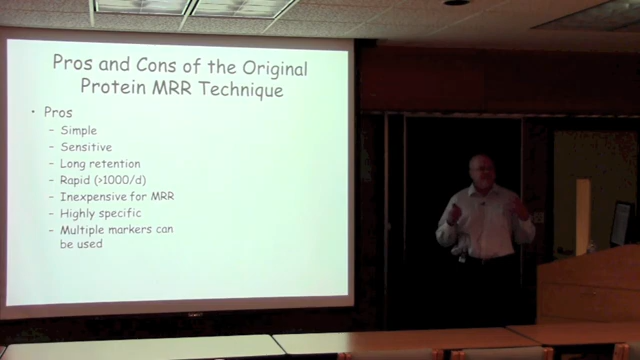 Pros and Cons of the Original
Protein MRR Technique
• Pros
– Simple
– Sensitive
– Long retention
– Rapid (>1000/d)
– Inexpensive for MRR
– Highly specific
– Multiple markers can
be used